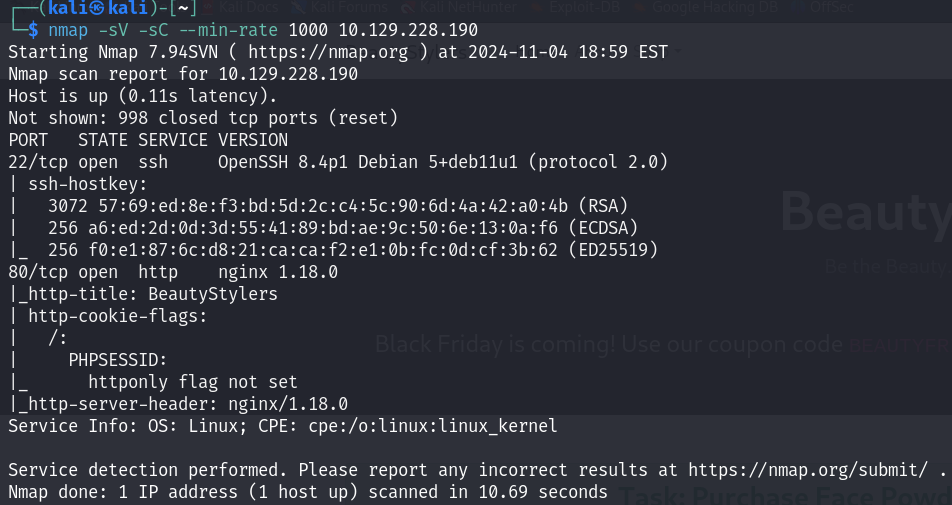 Kali Docs Kali Forums Kali NetHunter Exploit-DB Google Hacking DB OffSec
┌──(kali㉿kali)-[~]
└─$ nmap -sV -sC --min-rate 1000 10.129.228.190
Starting Nmap 7.94SVN ( https://nmap.org ) at 2024-11-04 18:59 EST
Nmap scan report for 10.129.228.190
Host is up (0.11s latency).
Not shown: 998 closed tcp ports (reset)
PORT   STATE SERVICE VERSION
22/tcp open  ssh     OpenSSH 8.4p1 Debian 5+deb11u1 (protocol 2.0)
| ssh-hostkey:
|   3072 57:69:ed:8e:f3:bd:5d:2c:c4:5c:90:6d:4a:42:a0:4b (RSA)
|   256 a6:ed:2d:0d:3d:55:41:89:bd:ae:9c:50:6e:13:0a:f6 (ECDSA)
|_  256 f0:e1:87:6c:d8:21:ca:ca:f2:e1:0b:fc:0d:cf:3b:62 (ED25519)
Beauty
80/tcp open  http    nginx 1.18.0
Be the Beauty
|_http-title: BeautyStylers
| http-cookie-flags:
|   /:
Black Friday is coming! Use our coupon code BEAUTYFR
|     PHPSESSID:
|_      httponly flag not set
|_http-server-header: nginx/1.18.0
Service Info: OS: Linux; CPE: cpe:/o:linux:linux_kernel
Service detection performed. Please report any incorrect results at https://nmap.org/submit/ .
Nmap done: 1 IP address (1 host up) scanned in 10.69 seconds
Task: Purchase Face Powd